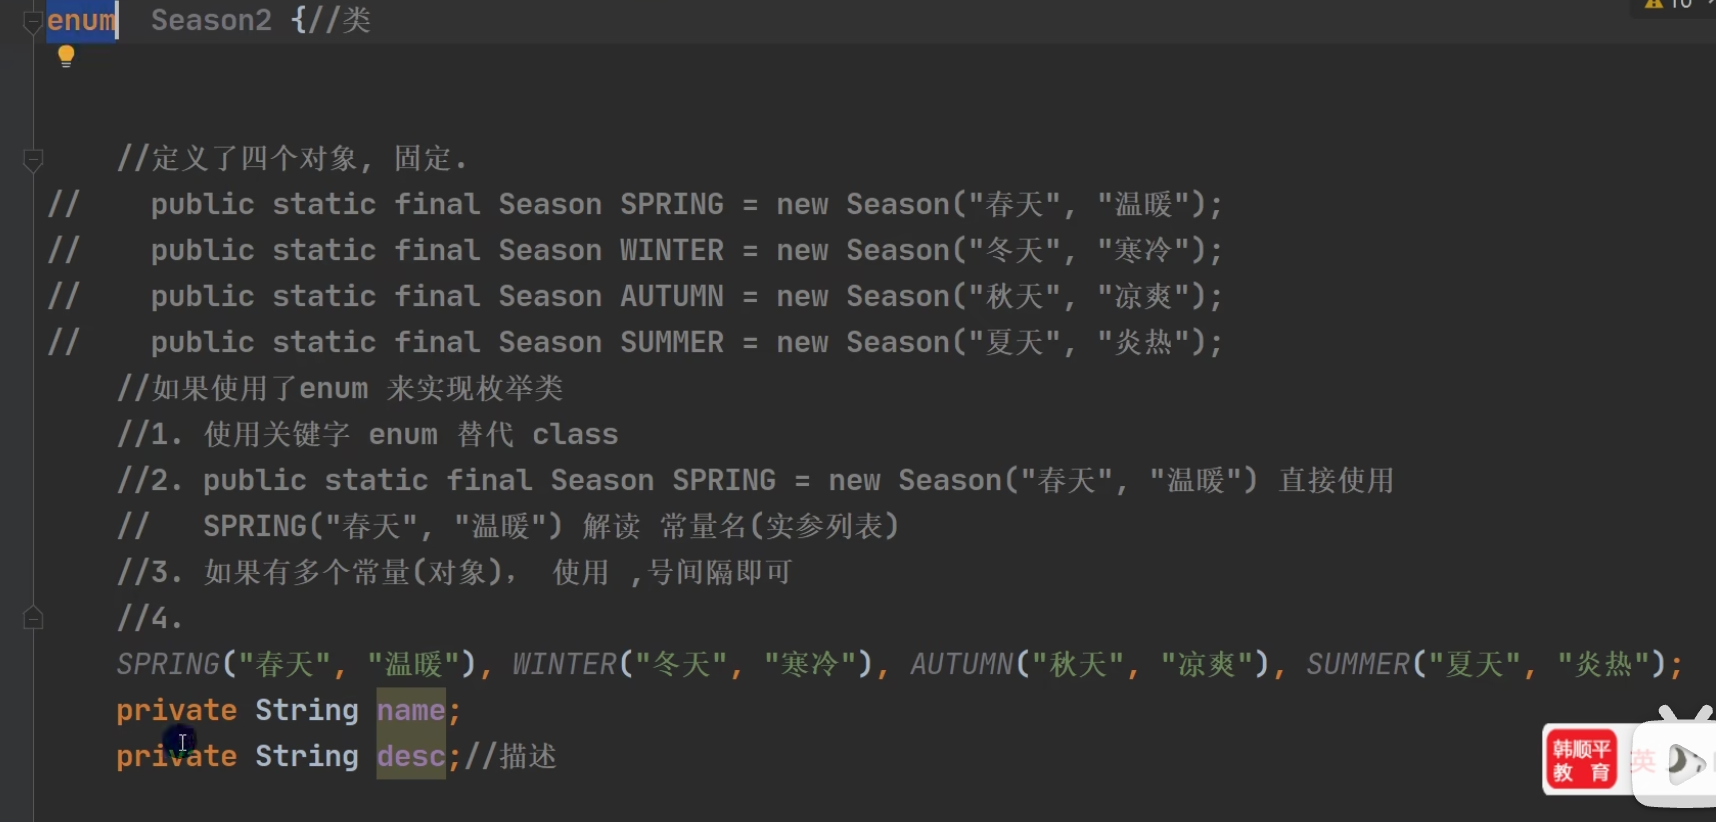 enum Season2 {//类
//定义了四个对象, 固定.
// public static final Season SPRING = new Season("春天", "温暖");
// public static final Season WINTER = new Season("冬天", "寒冷");
// public static final Season AUTUMN = new Season("秋天", "凉爽");
// public static final Season SUMMER = new Season("夏天", "炎热");
//如果使用了enum 来实现枚举类
//1. 使用关键字 enum 替代 class
//2. public static final Season SPRING = new Season("春天", "温暖") 直接使用
// SPRING("春天", "温暖") 解读 常量名(实参列表)
//3. 如果有多个常量(对象)， 使用 ,号间隔即可
//4.
SPRING("春天", "温暖"), WINTER("冬天", "寒冷"), AUTUMN("秋天", "凉爽"), SUMMER("夏天", "炎热");
private String name;
private String desc;//描述
韩顺平
教育
英